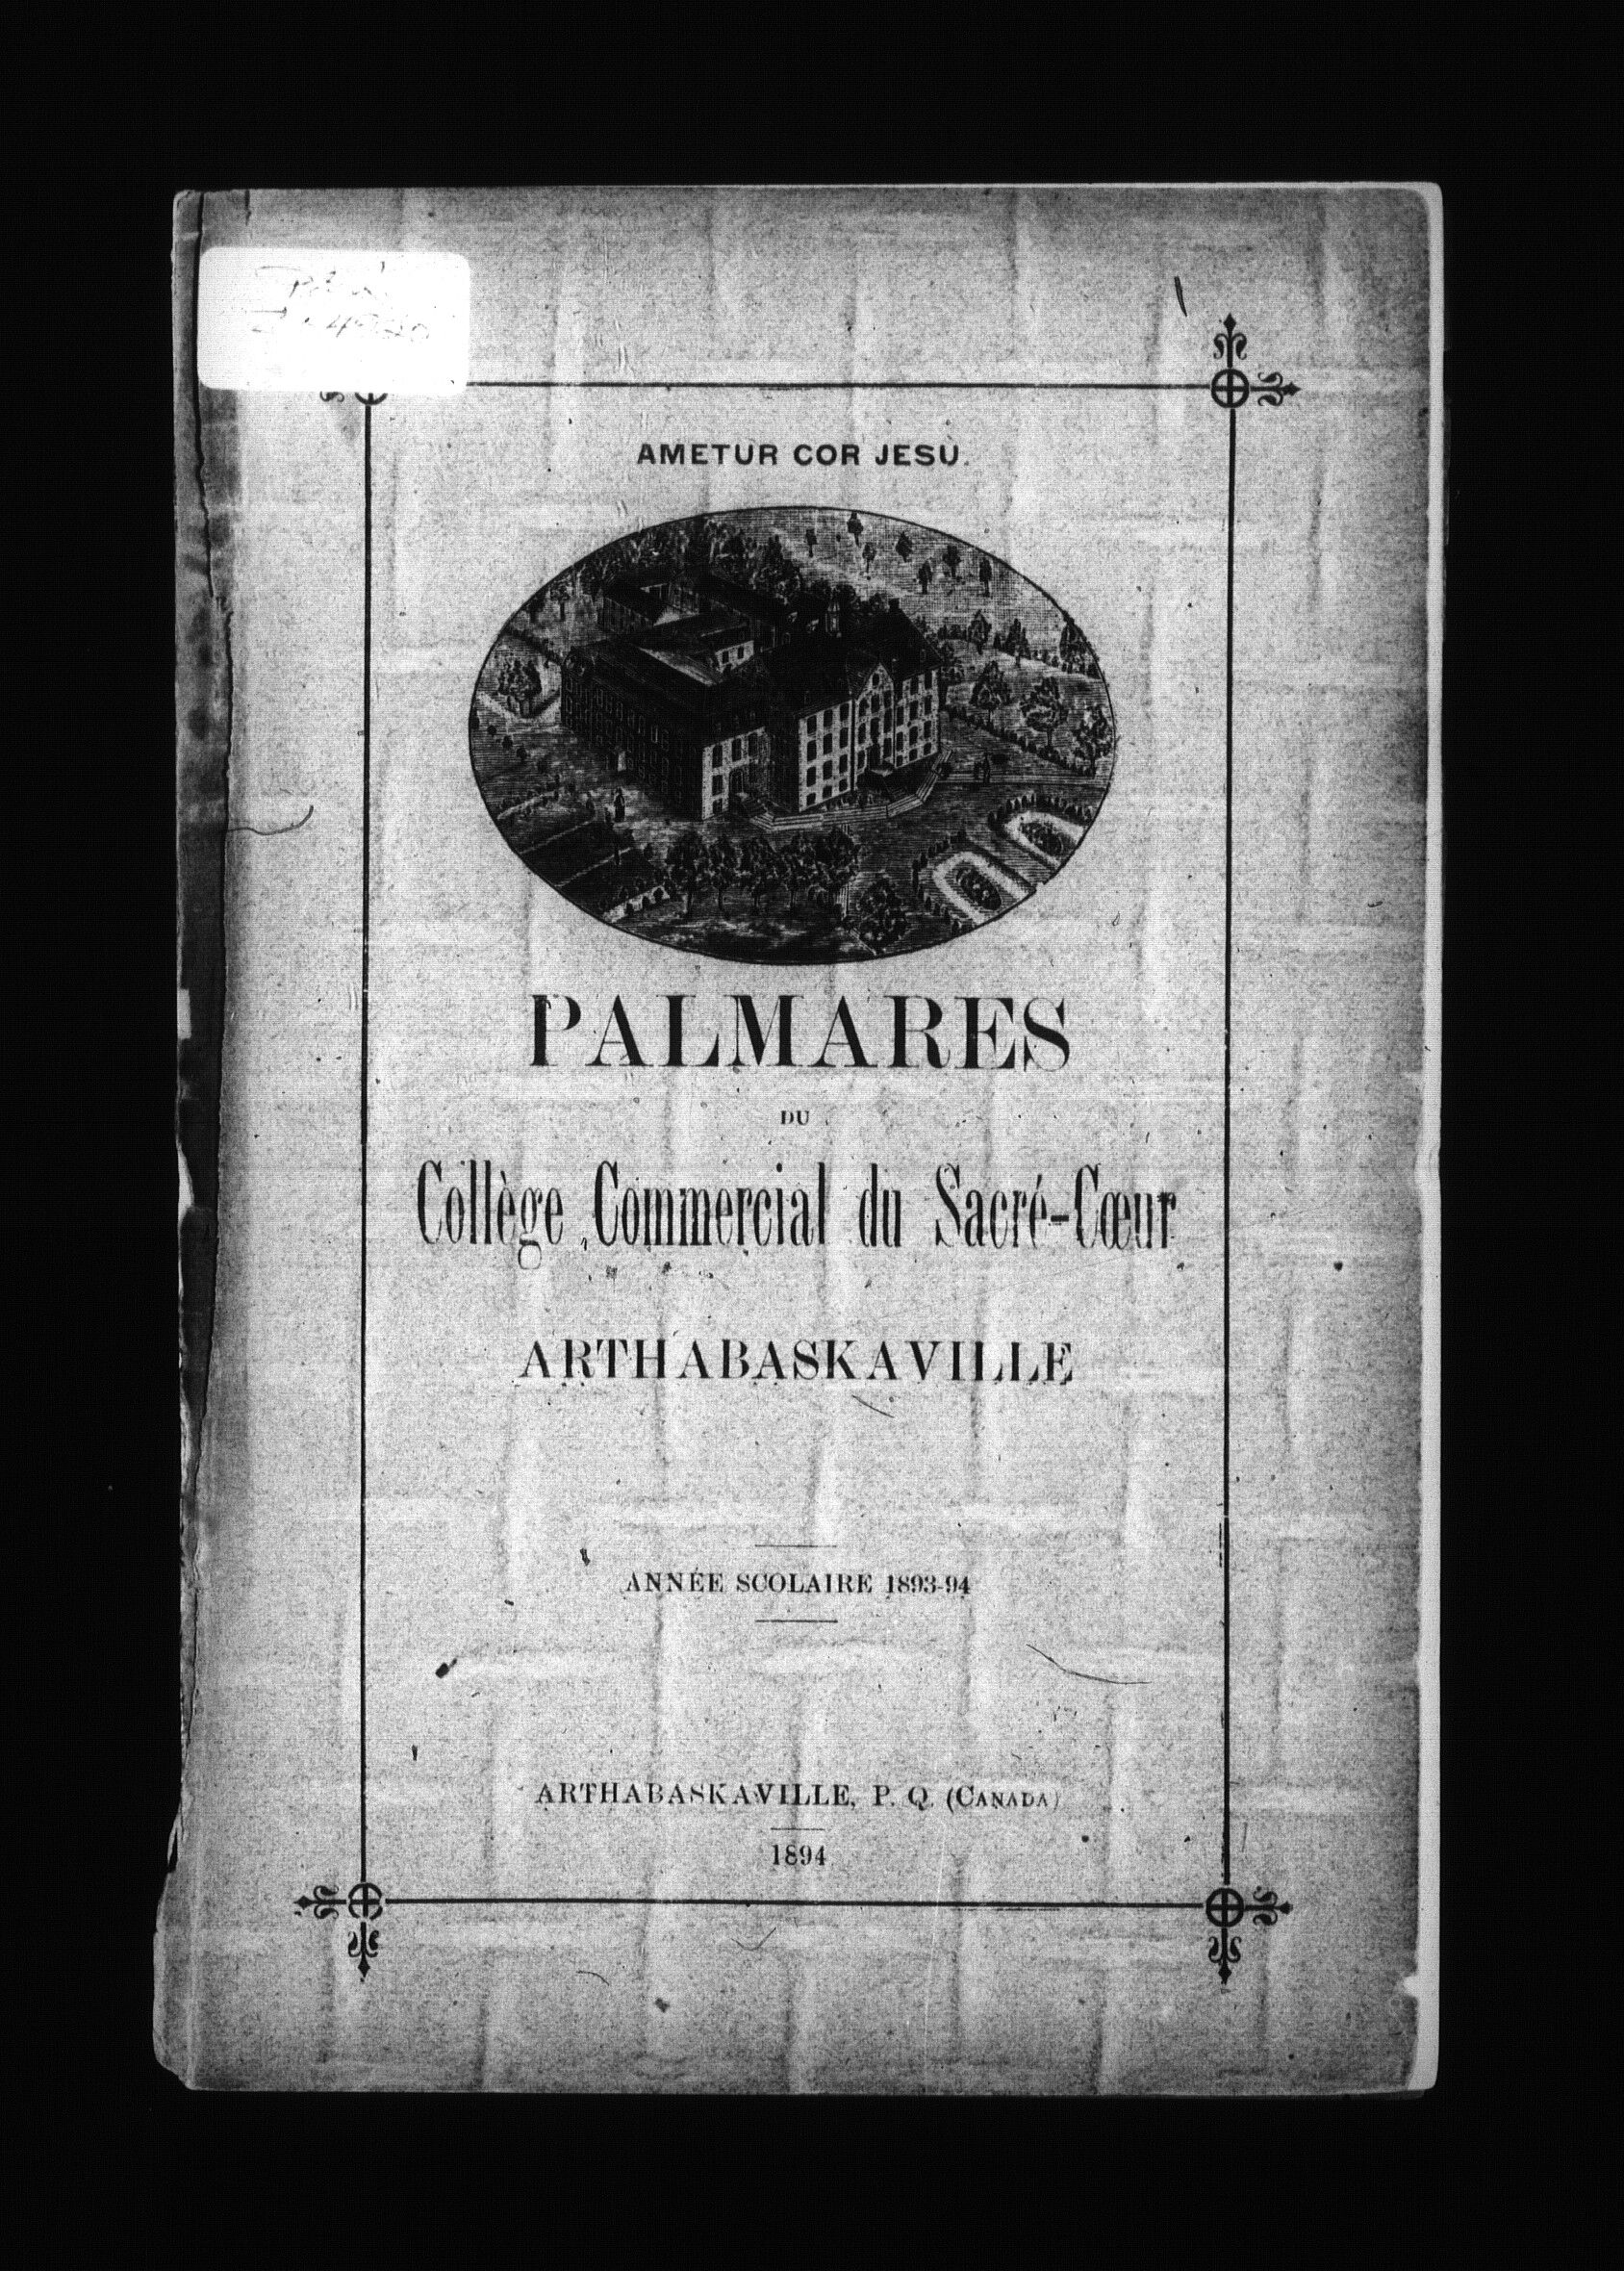 AMETUR COR JESU.
PALMARES
DU
Collège Commercial du Sacré-Cœur
ARTHABASKAVILLE
ANNÉE SCOLAIRE 1893-94
ARTHABASKAVILLE, P. Q. (CANADA)
1894